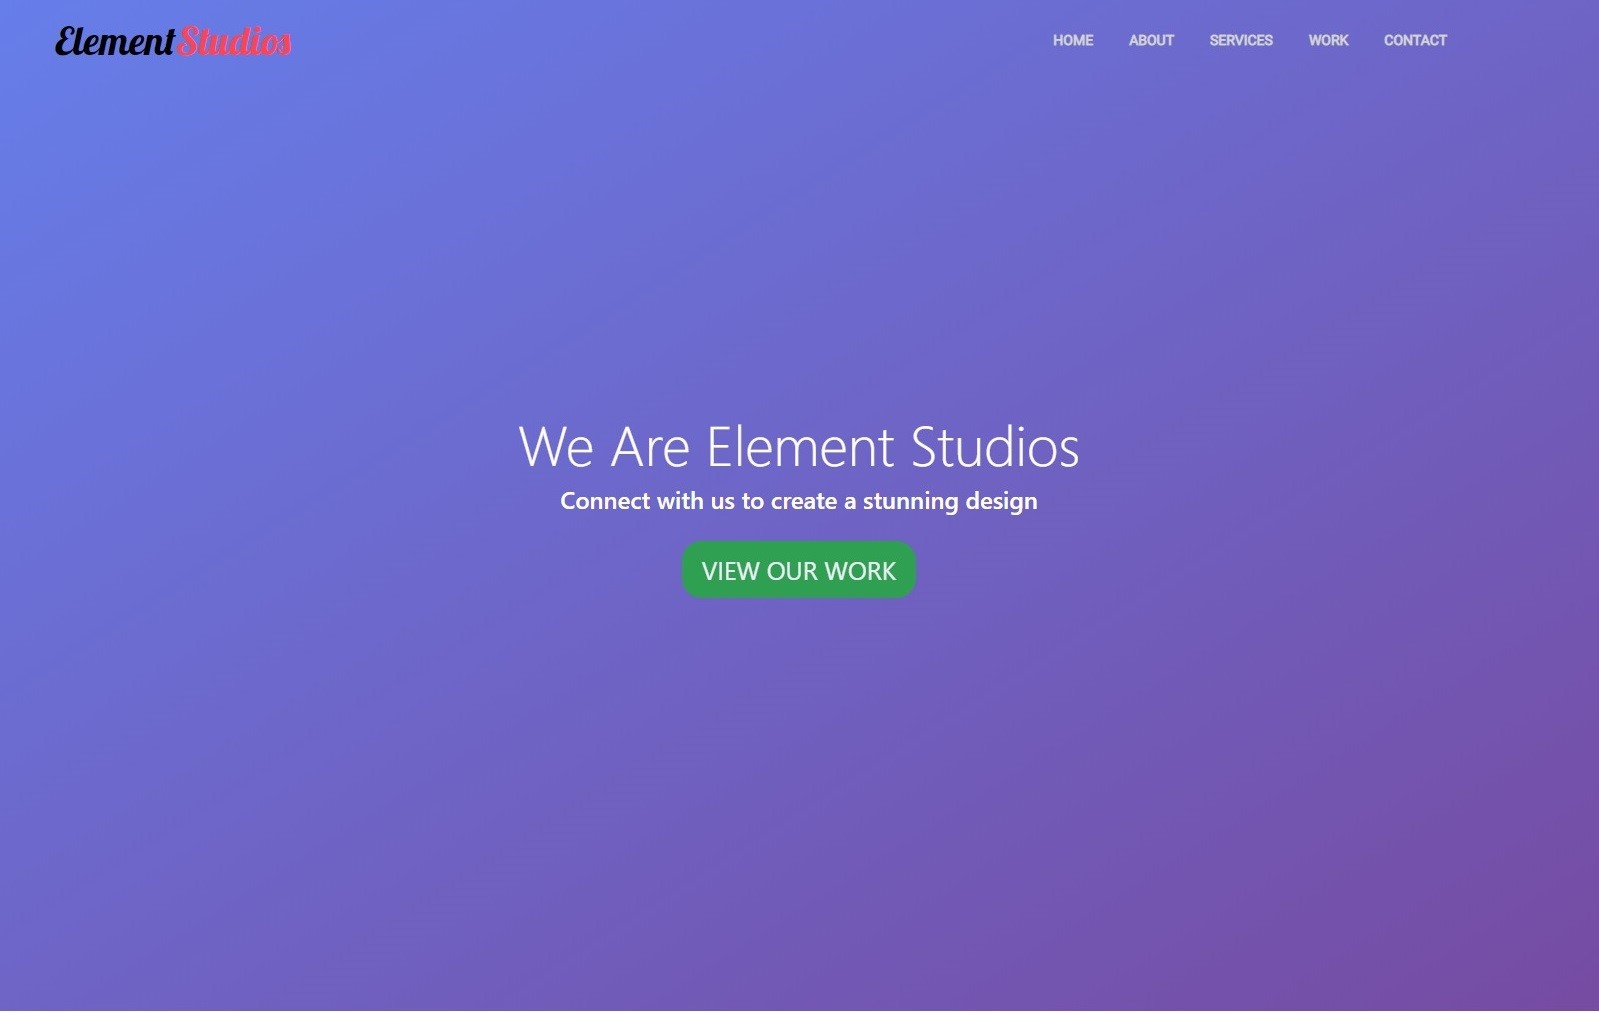 ElementStudios
HOME ABOUT SERVICES WORK CONTACT
We Are Element Studios
Connect with us to create a stunning design
VIEW OUR WORK